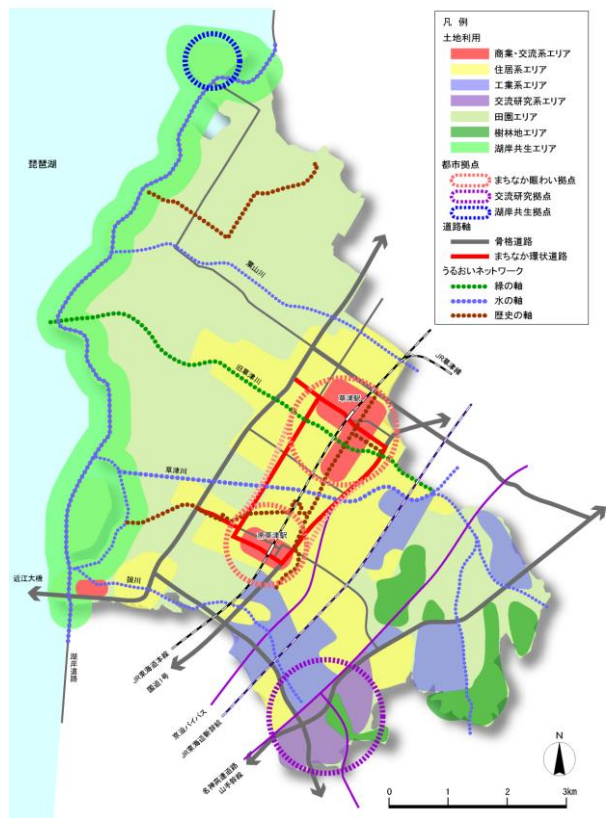 凡 例
土地利用
商業・交流系エリア
住居系エリア
工業系エリア
交流研究系エリア
田園エリア
樹林地エリア
湖岸共生エリア
都市拠点
まちなか賑わい拠点
交流研究拠点
湖岸共生拠点
道路軸
骨格道路
まちなか環状道路
うるおいネットワーク
緑の軸
水の軸
歴史の軸
琵琶湖
葉山川
JR草津線
旧草津川
草津駅
草津川
南草津駅
狼川
近江大橋
湖岸道路
JR東海道本線
国道1号
京滋バイパス
JR東海道新幹線
名神高速道路
山手幹線
N
0 1 2 3km